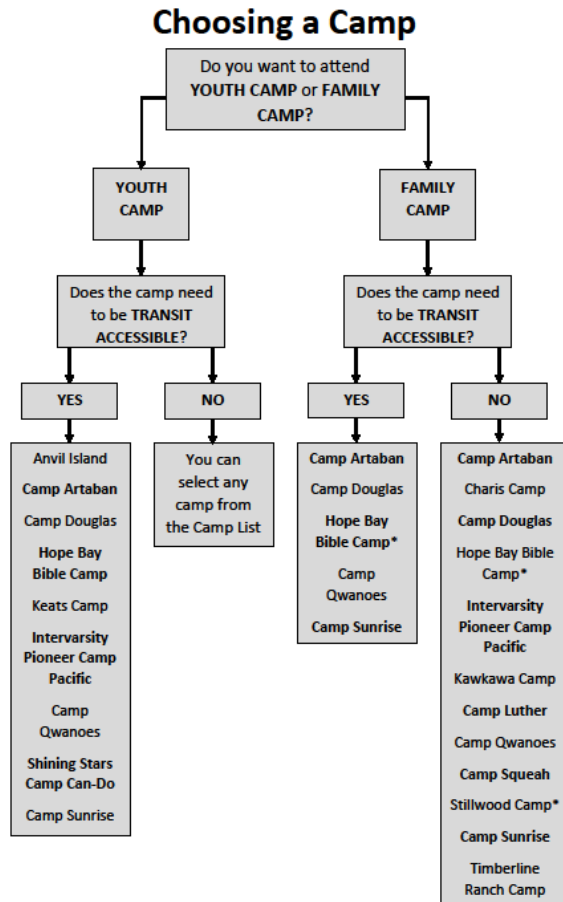 Choosing a Camp
Do you want to attend
YOUTH CAMP or FAMILY
CAMP?
YOUTH
CAMP
FAMILY
CAMP
Does the camp need
to be TRANSIT
ACCESSIBLE?
Does the camp need
to be TRANSIT
ACCESSIBLE?
YES
NO
YES
NO
Anvil Island
Camp Artaban
Camp Douglas
Hope Bay
Bible Camp
Keats Camp
Intervarsity
Pioneer Camp
Pacific
Camp
Qwanoes
Shining Stars
Camp Can-Do
Camp Sunrise
You can
select any
camp from
the Camp List
Camp Artaban
Camp Douglas
Hope Bay
Bible Camp*
Camp
Qwanoes
Camp Sunrise
Camp Artaban
Charis Camp
Camp Douglas
Hope Bay Bible
Camp*
Intervarsity
Pioneer Camp
Pacific
Kawkawa Camp
Camp Luther
Camp Qwanoes
Camp Squeah
Stillwood Camp*
Camp Sunrise
Timberline
Ranch Camp